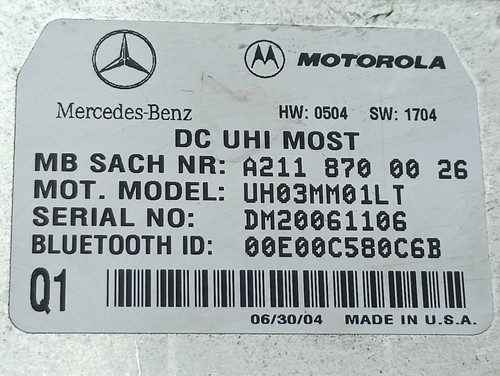 MOTOROLA
Mercedes-Benz HW: 0504 SW: 1704
DC UHI MOST
MB SACH NR: A211 870 00 26
MOT. MODEL: UH03MM01LT
SERIAL NO: DM20061106
BLUETOOTH ID: 00E00C580C6B
Q1
06/30/04 MADE IN U.S.A.